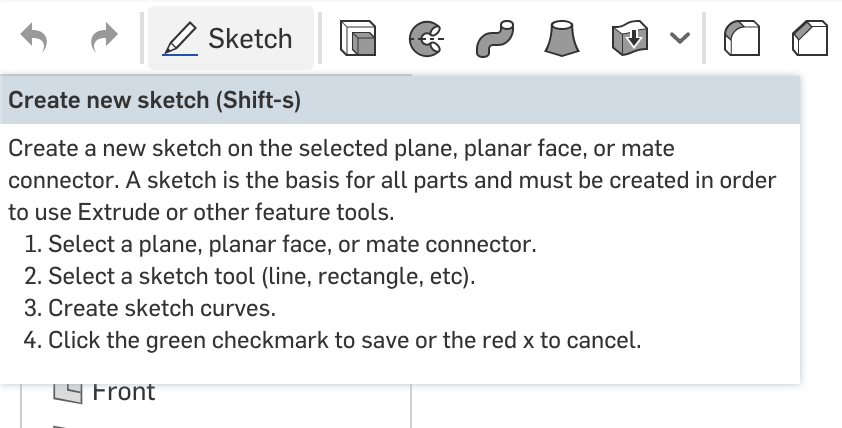 Sketch
Create new sketch (Shift-s)
Create a new sketch on the selected plane, planar face, or mate
connector. A sketch is the basis for all parts and must be created in order
to use Extrude or other feature tools.
1. Select a plane, planar face, or mate connector.
2. Select a sketch tool (line, rectangle, etc).
3. Create sketch curves.
4. Click the green checkmark to save or the red x to cancel.
Front